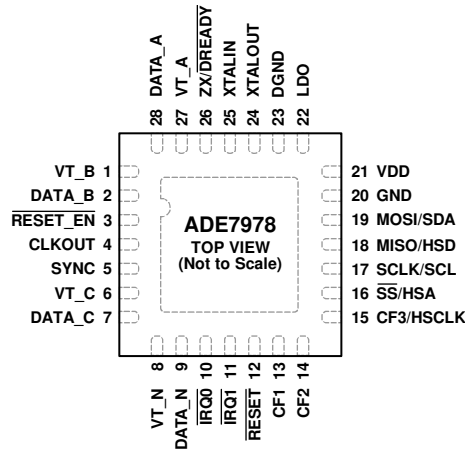 28 DATA_A
27 VT_A
26 ZX/DREADY
25 XTALIN
24 XTALOUT
23 DGND
22 LDO
VT_B 1
DATA_B 2
RESET_EN 3
CLKOUT 4
SYNC 5
VT_C 6
DATA_C 7
ADE7978
TOP VIEW
(Not to Scale)
21 VDD
20 GND
19 MOSI/SDA
18 MISO/HSD
17 SCLK/SCL
16 SS/HSA
15 CF3/HSCLK
VT_N 8
DATA_N 9
IRQ0 10
IRQ1 11
RESET 12
CF1 13
CF2 14